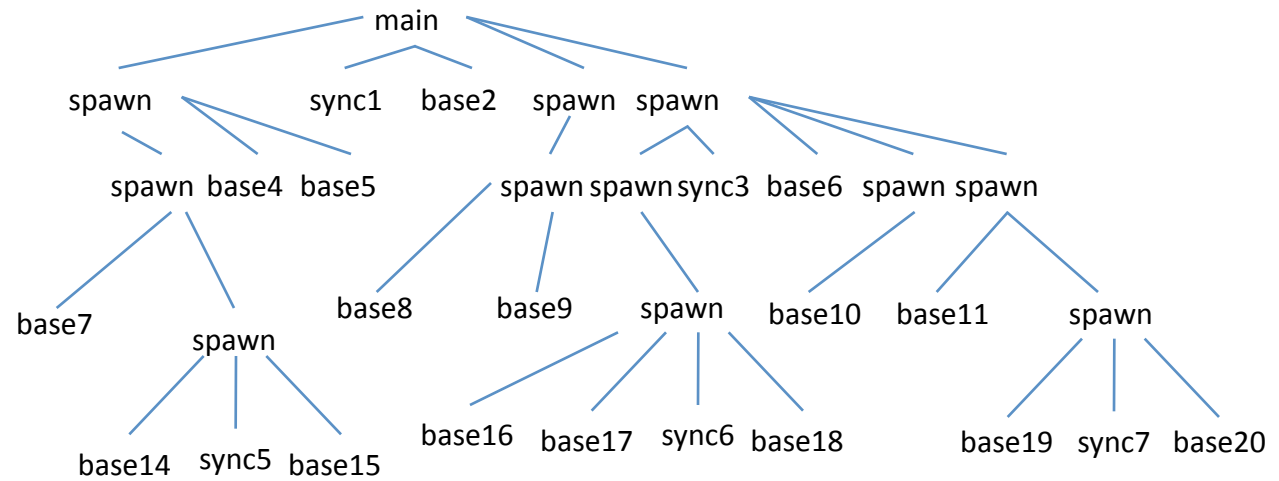 main
spawn sync1 base2 spawn spawn
spawn base4 base5 spawn spawn sync3 base6 spawn spawn
base7 base8 base9 spawn base10 base11 spawn
spawn
base14 sync5 base15 base16 base17 sync6 base18 base19 sync7 base20